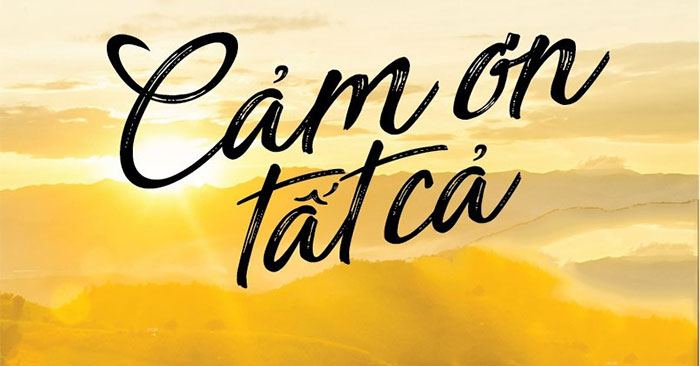 Cảm ơn
tất cả